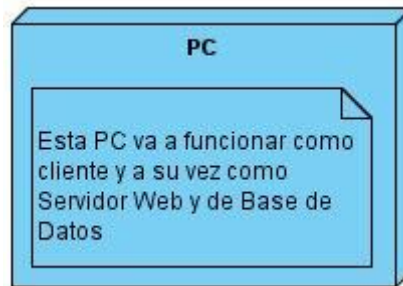 PC
Esta PC va a funcionar como
cliente y a su vez como
Servidor Web y de Base de
Datos